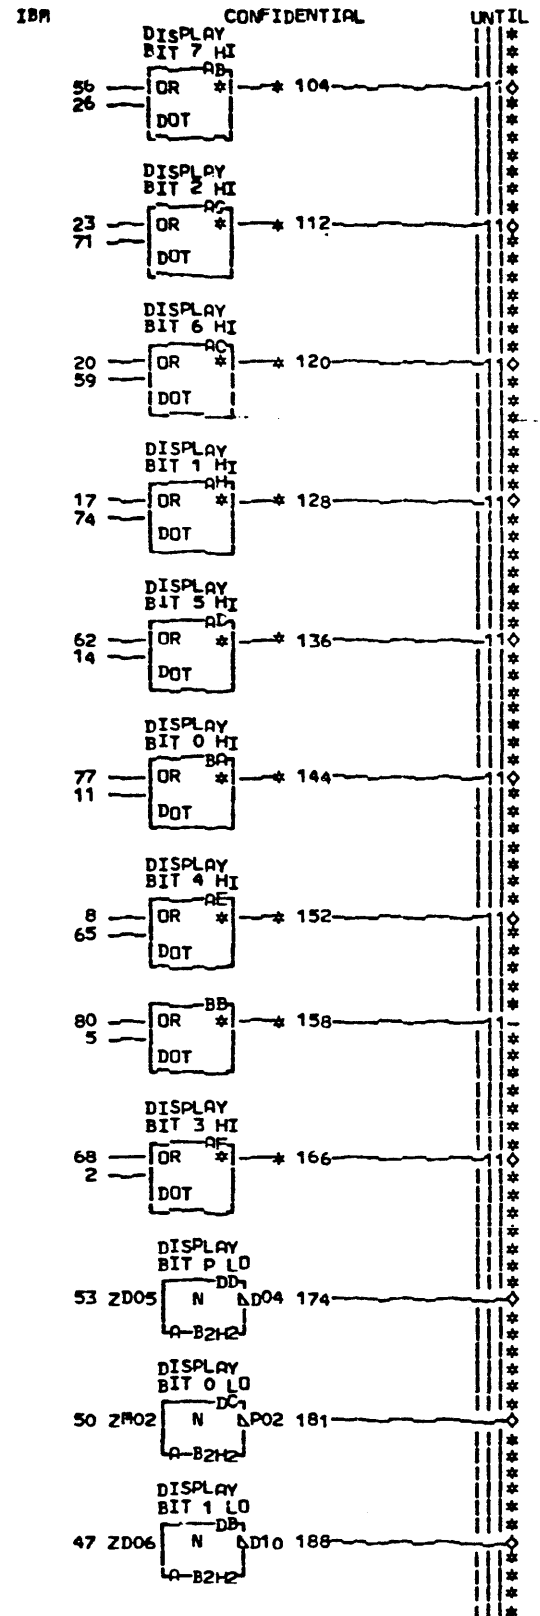 IBM CONFIDENTIAL UNTIL
DISPLAY
BIT 7 HI
AB
56 OR * * 104
26
DOT
DISPLAY
BIT 2 HI
AG
23 OR * * 112
71
DOT
DISPLAY
BIT 6 HI
AC
20 OR * * 120
59
DOT
DISPLAY
BIT 1 HI
AH
17 OR * * 128
74
DOT
DISPLAY
BIT 5 HI
AD
62 OR * * 136
14
DOT
DISPLAY
BIT 0 HI
BA
77 OR * * 144
11
DOT
DISPLAY
BIT 4 HI
AE
8 OR * * 152
65
DOT
BB
80 OR * * 158
5
DOT
DISPLAY
BIT 3 HI
AF
68 OR * * 166
2
DOT
DISPLAY
BIT P LO
DD
53 ZD05 N D04 174
A-B2H2
DISPLAY
BIT 0 LO
DC
50 ZM02 N P02 181
A-B2H2
DISPLAY
BIT 1 LO
DB
47 ZD06 N D10 188
A-B2H2